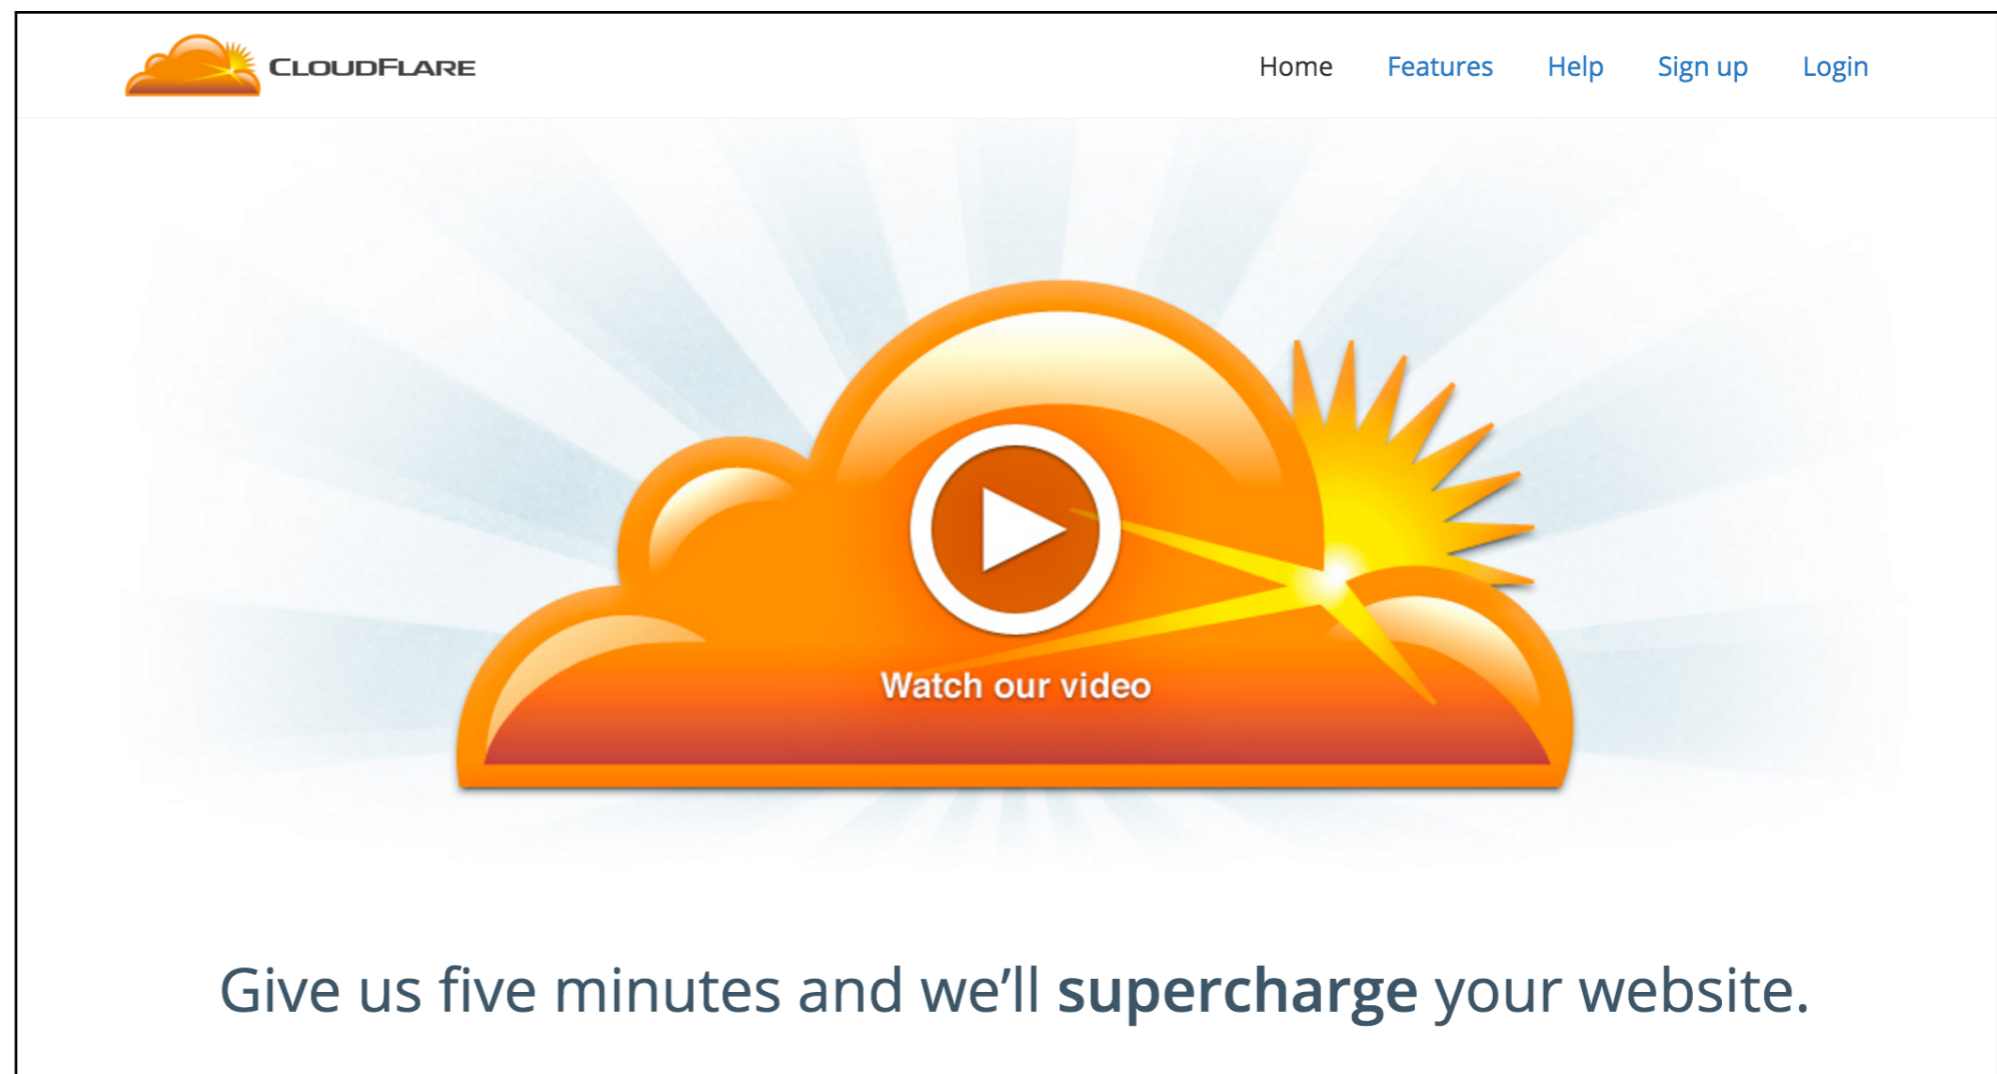 CLOUDFLARE
Home Features Help Sign up Login
Watch our video
Give us five minutes and we’ll supercharge your website.